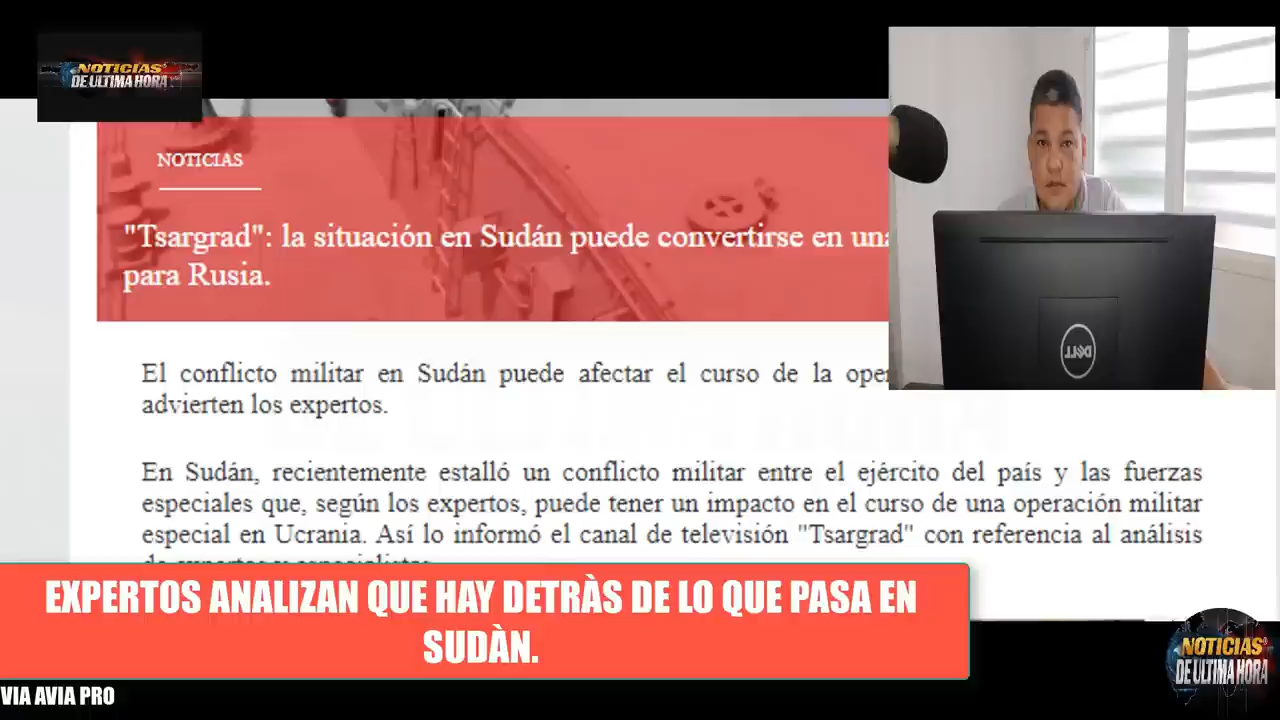 NOTICIAS
DE ULTIMA HORA
NOTICIAS
"Tsargrad": la situación en Sudán puede convertirse en una
para Rusia.
El conflicto militar en Sudán puede afectar el curso de la
advierten los expertos.
En Sudán, recientemente estalló un conflicto militar entre el ejército del país y las fuerzas
especiales que, según los expertos, puede tener un impacto en el curso de una operación militar
especial en Ucrania. Así lo informó el canal de televisión "Tsargrad" con referencia al análisis
de expertos y especialistas.
EXPERTOS ANALIZAN QUE HAY DETRÀS DE LO QUE PASA EN
SUDÀN.
VIA AVIA PRO
DELL
NOTICIAS
DE ULTIMA HORA